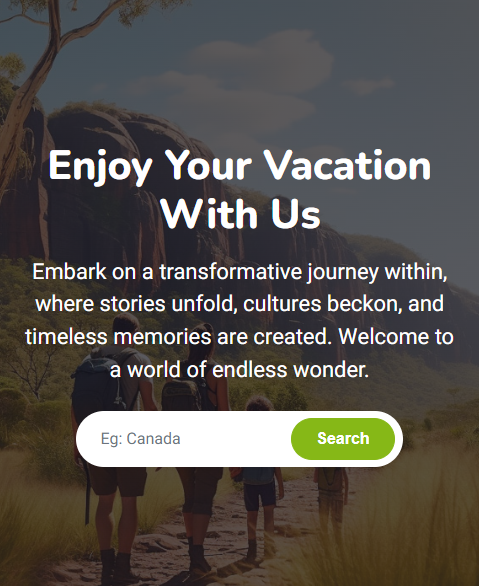 Enjoy Your Vacation
With Us
Embark on a transformative journey within,
where stories unfold, cultures beckon, and
timeless memories are created. Welcome to
a world of endless wonder.
Eg: Canada
Search